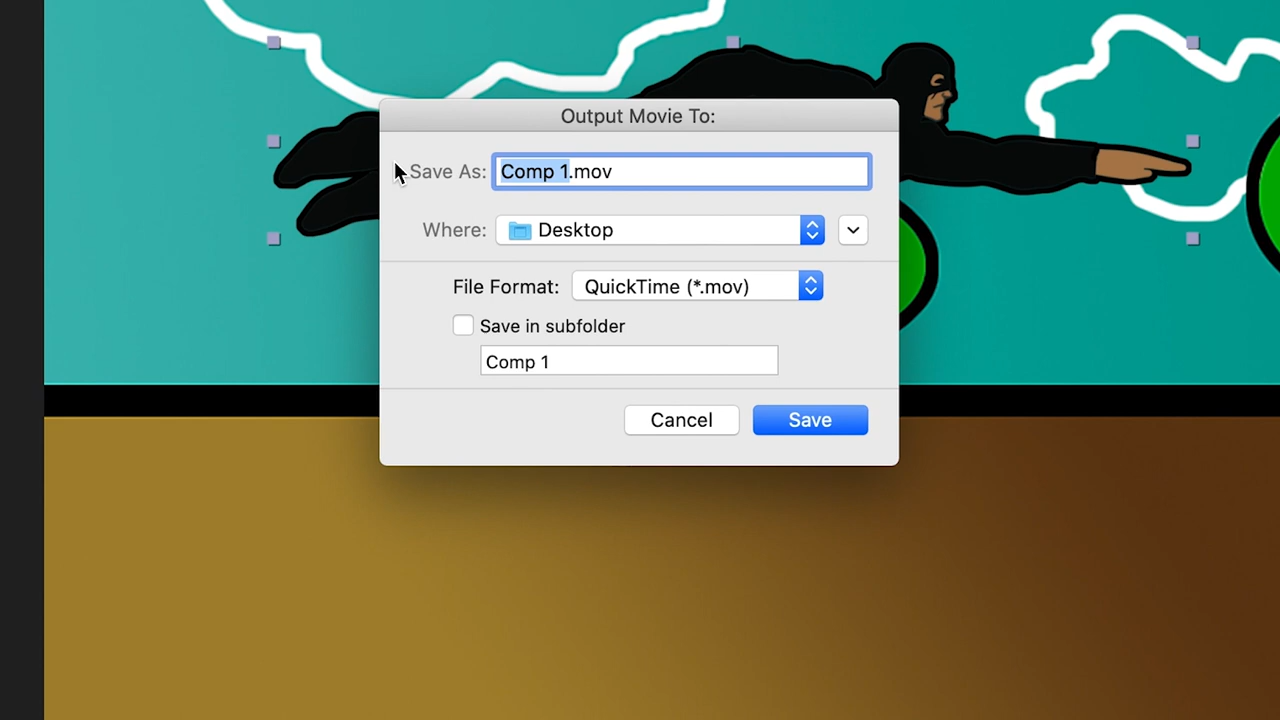 Output Movie To:
Save As: Comp 1.mov
Where: Desktop
File Format: QuickTime (*.mov)
Save in subfolder
Comp 1
Cancel Save